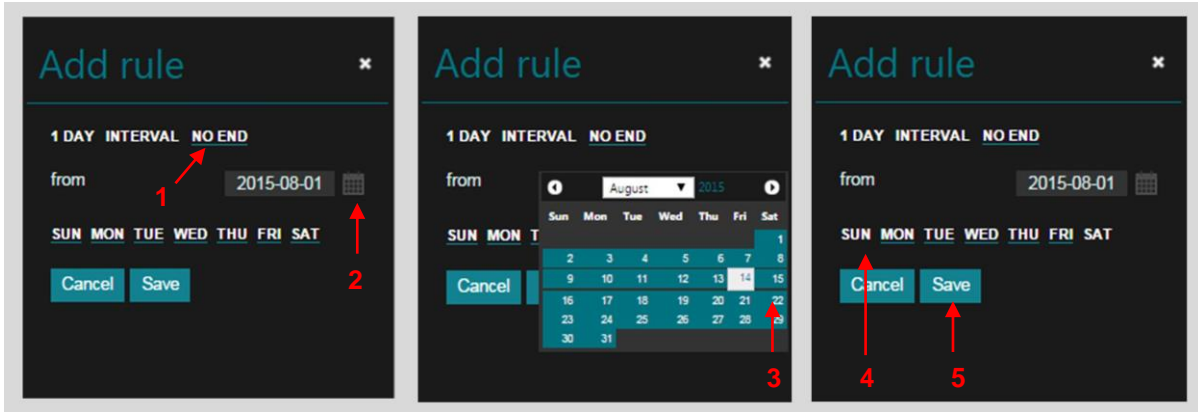 Add rule ×
1 DAY INTERVAL NO END
1
from 2015-08-01
2
SUN MON TUE WED THU FRI SAT
Cancel Save
Add rule ×
1 DAY INTERVAL NO END
from
August ▼ 2015
Sun Mon Tue Wed Thu Fri Sat
1
2 3 4 5 6 7 8
9 10 11 12 13 14 15
16 17 18 19 20 21 22
23 24 25 26 27 28 29
30 31
SUN MON T
Cancel
3
Add rule ×
1 DAY INTERVAL NO END
from 2015-08-01
SUN MON TUE WED THU FRI SAT
Cancel Save
4 5